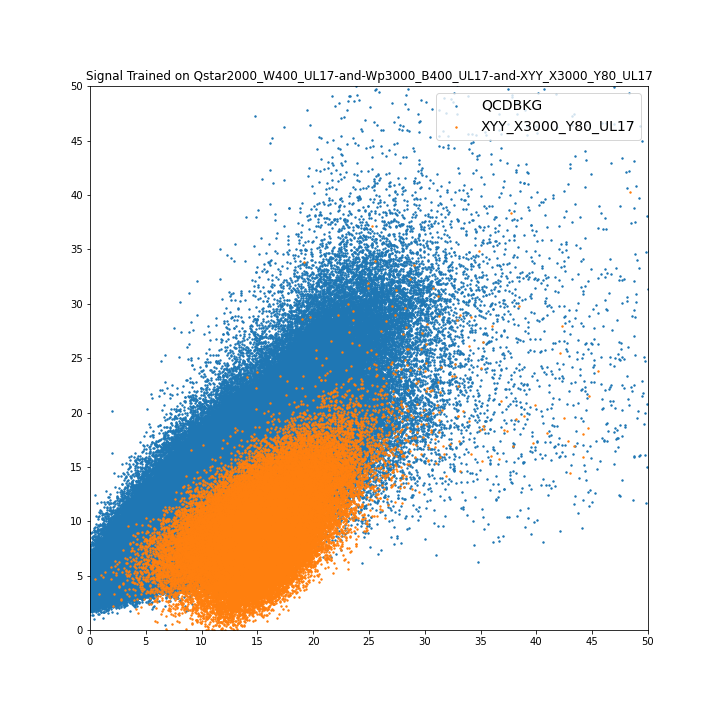 Signal Trained on Qstar2000_W400_UL17-and-Wp3000_B400_UL17-and-XYY_X3000_Y80_UL17
50
45
40
35
30
25
20
15
10
5
0
QCDBKG
XYY_X3000_Y80_UL17
0 5 10 15 20 25 30 35 40 45 50